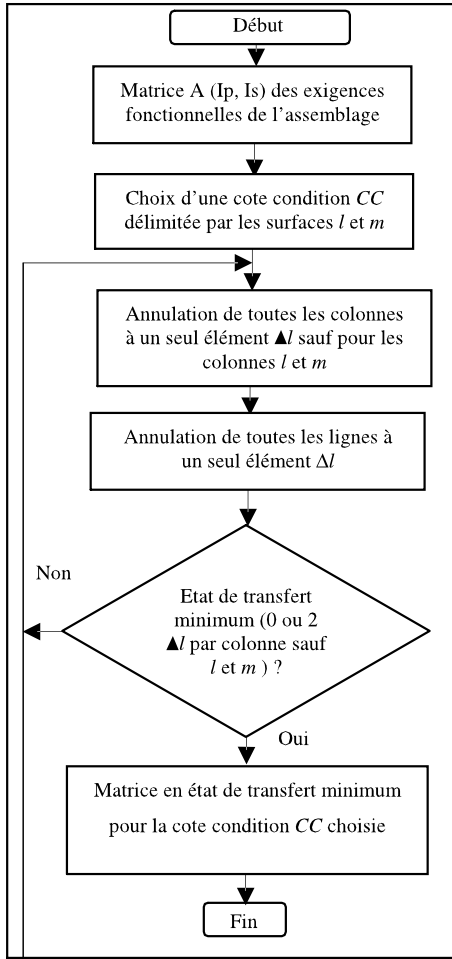 Début
Matrice A (Ip, Is) des exigences
fonctionnelles de l’assemblage
Choix d’une cote condition CC
délimitée par les surfaces l et m
Annulation de toutes les colonnes
à un seul élément ▲l sauf pour les
colonnes l et m
Annulation de toutes les lignes à
un seul élément Δl
Non
Etat de transfert
minimum (0 ou 2
▲l par colonne sauf
l et m ) ?
Oui
Matrice en état de transfert minimum
pour la cote condition CC choisie
Fin